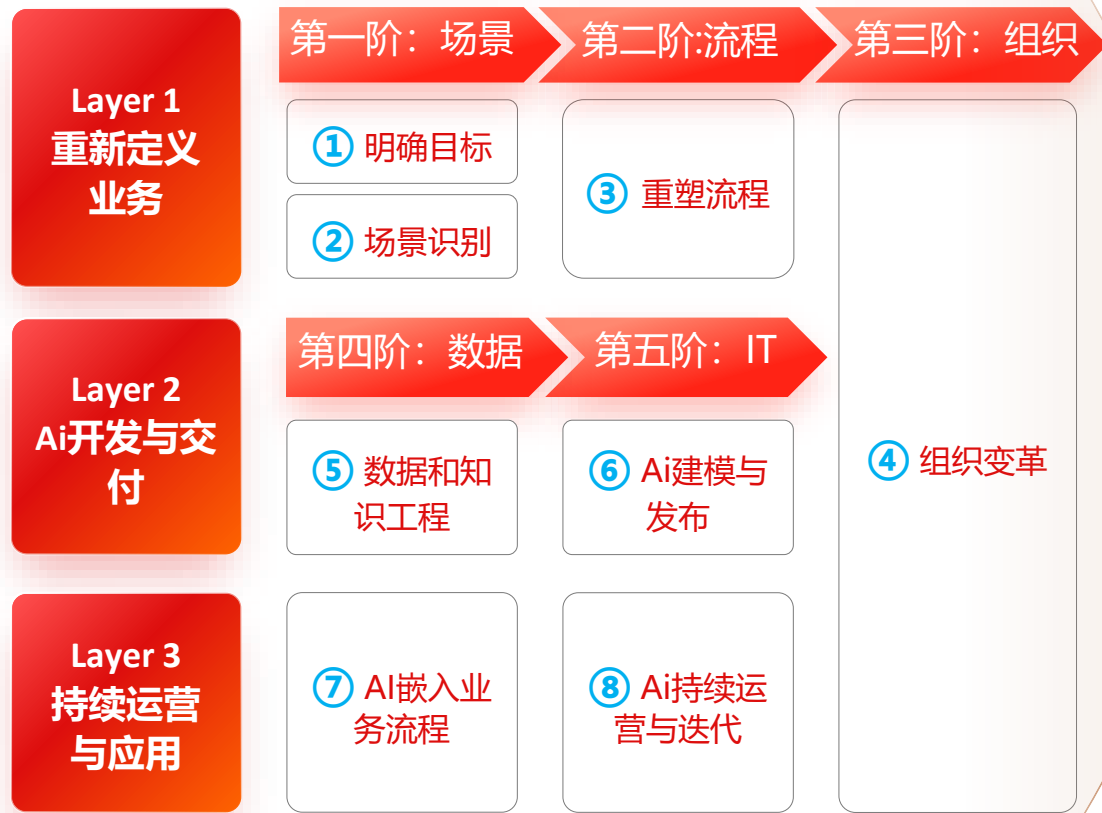 Layer 1
重新定义
业务
第一阶：场景
第二阶:流程
第三阶：组织
① 明确目标
② 场景识别
③ 重塑流程
④ 组织变革
Layer 2
Ai开发与交
付
第四阶：数据
第五阶：IT
⑤ 数据和知
识工程
⑥ Ai建模与
发布
Layer 3
持续运营
与应用
⑦ AI嵌入业
务流程
⑧ Ai持续运
营与迭代